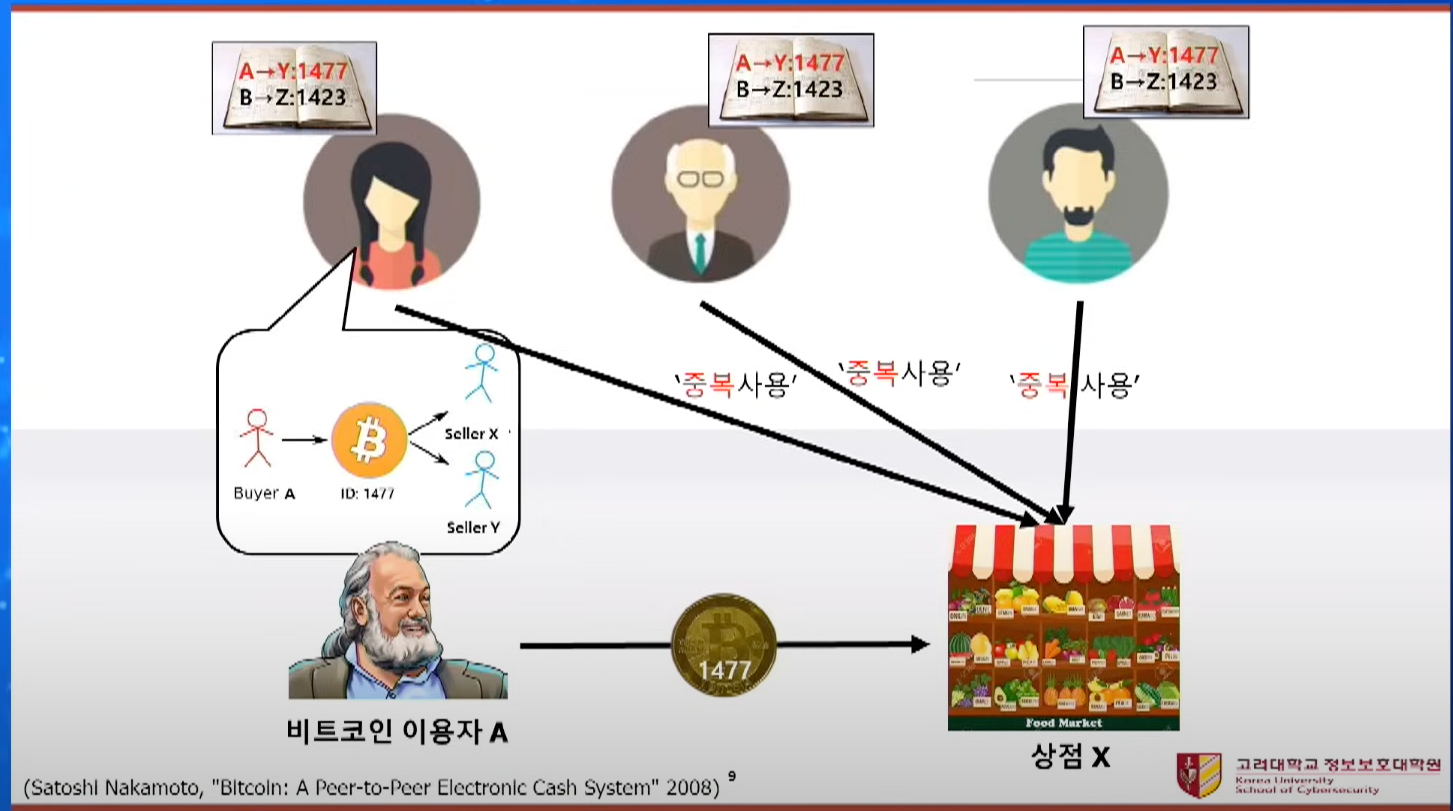 A→Y:1477
B→Z:1423
A→Y:1477
B→Z:1423
A→Y:1477
B→Z:1423
‘중복사용’
‘중복사용’
‘중복 사용’
Seller X
Buyer A
ID: 1477
Seller Y
1477
Food Market
비트코인 이용자 A
상점 X
(Satoshi Nakamoto, "Bitcoin: A Peer-to-Peer Electronic Cash System" 2008)
9
고려대학교 정보보호대학원
Korea University
School of Cybersecurity